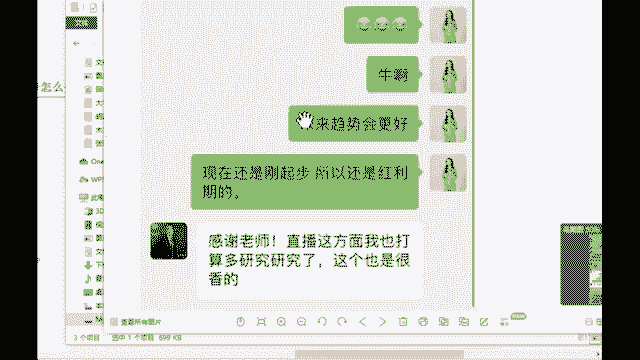 牛啊
来趋势会更好
现在还是刚起步 所以还是红利
期的。
感谢老师！直播这方面我也打
算多研究研究了，这个也是很
香的
查看所有图片
3 个项目
选中 1 个项目 699 KB
怎么
One
WPS
3D